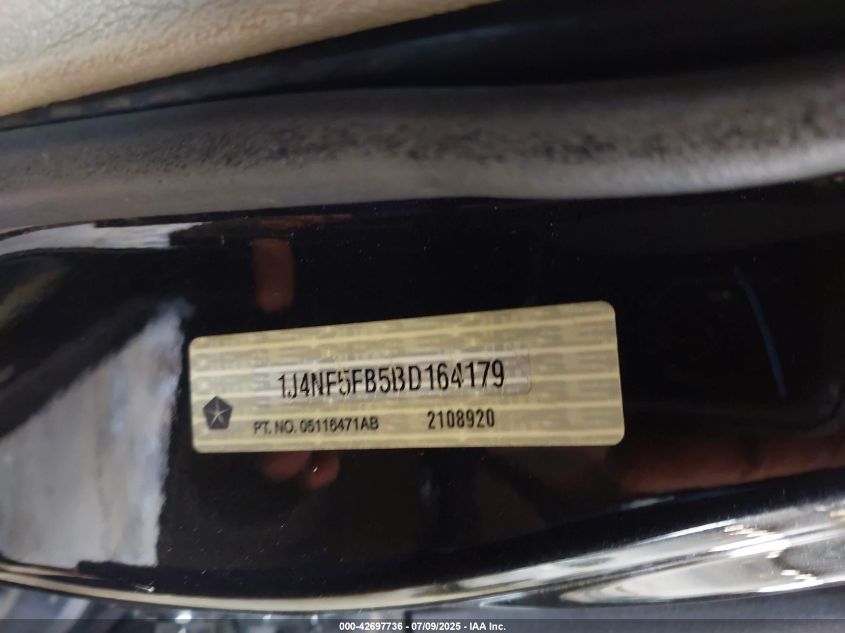 1J4NF5FB5BD164179
PT. NO. 05116471AB 2108920
000-42697736 - 07/09/2025 - IAA Inc.